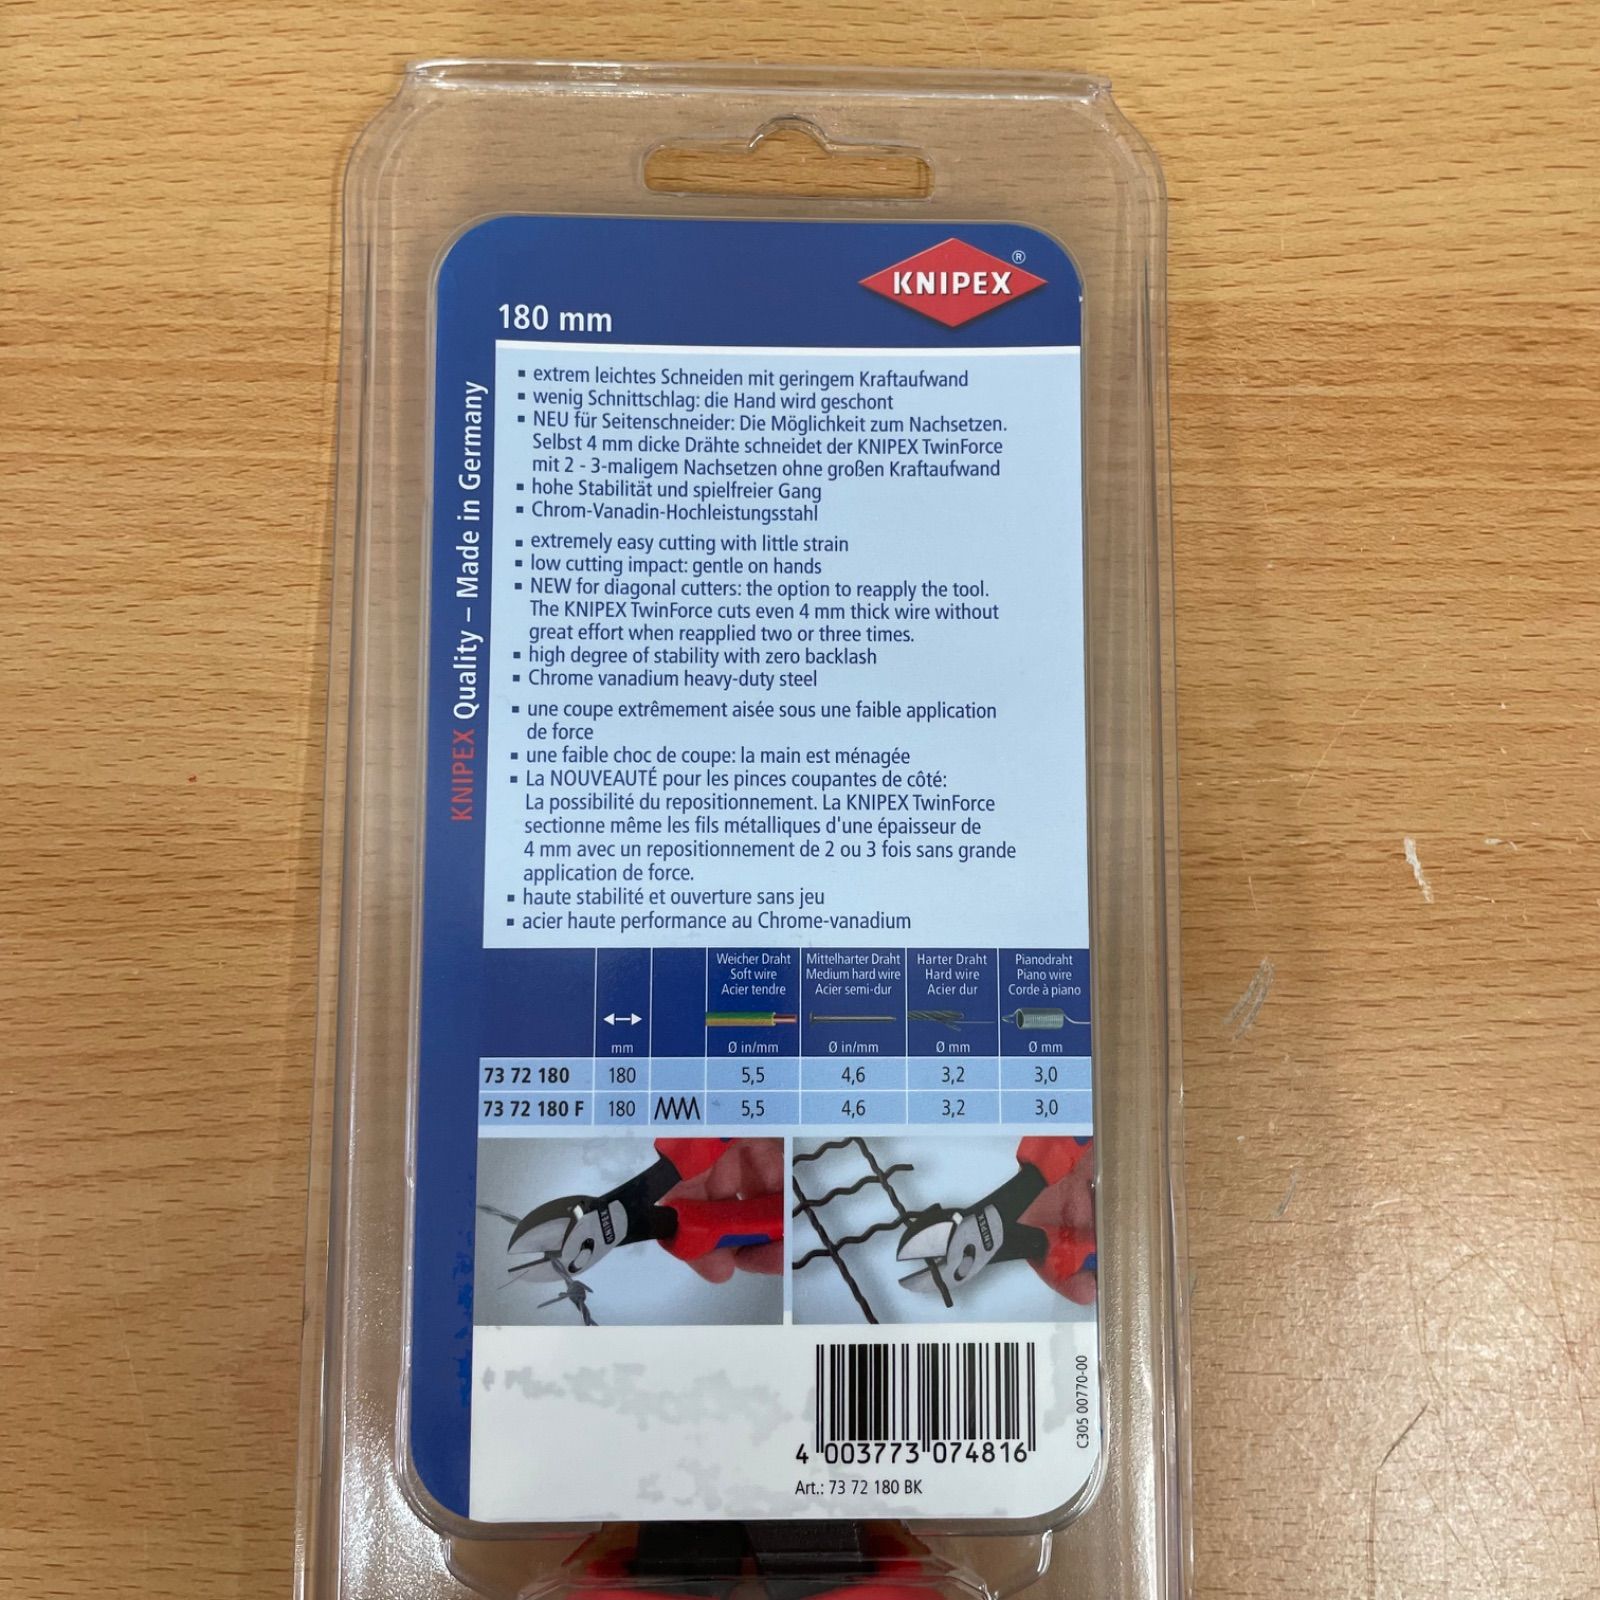 KNIPEX ®
180 mm
KNIPEX Quality – Made in Germany
▪ extrem leichtes Schneiden mit geringem Kraftaufwand
▪ wenig Schnittschlag: die Hand wird geschont
▪ NEU für Seitenschneider: Die Möglichkeit zum Nachsetzen.
Selbst 4 mm dicke Drähte schneidet der KNIPEX TwinForce
mit 2 - 3-maligem Nachsetzen ohne großen Kraftaufwand
▪ hohe Stabilität und spielfreier Gang
▪ Chrom-Vanadin-Hochleistungsstahl
▪ extremely easy cutting with little strain
▪ low cutting impact: gentle on hands
▪ NEW for diagonal cutters: the option to reapply the tool.
The KNIPEX TwinForce cuts even 4 mm thick wire without
great effort when reapplied two or three times.
▪ high degree of stability with zero backlash
▪ Chrome vanadium heavy-duty steel
▪ une coupe extrêmement aisée sous une faible application
de force
▪ une faible choc de coupe: la main est ménagée
▪ La NOUVEAUTÉ pour les pinces coupantes de côté:
La possibilité du repositionnement. La KNIPEX TwinForce
sectionne même les fils métalliques d'une épaisseur de
4 mm avec un repositionnement de 2 ou 3 fois sans grande
application de force.
▪ haute stabilité et ouverture sans jeu
▪ acier haute performance au Chrome-vanadium
Weicher Draht Mittelharter Draht Harter Draht Pianodraht
Soft wire Medium hard wire Hard wire Piano wire
Acier tendre Acier semi-dur Acier dur Corde à piano
mm Ø in/mm Ø in/mm Ø mm Ø mm
73 72 180 180 5,5 4,6 3,2 3,0
73 72 180 F 180 5,5 4,6 3,2 3,0
KNIPEX
KNIPEX
4 003773 074816
Art.: 73 72 180 BK
C305 00770-00